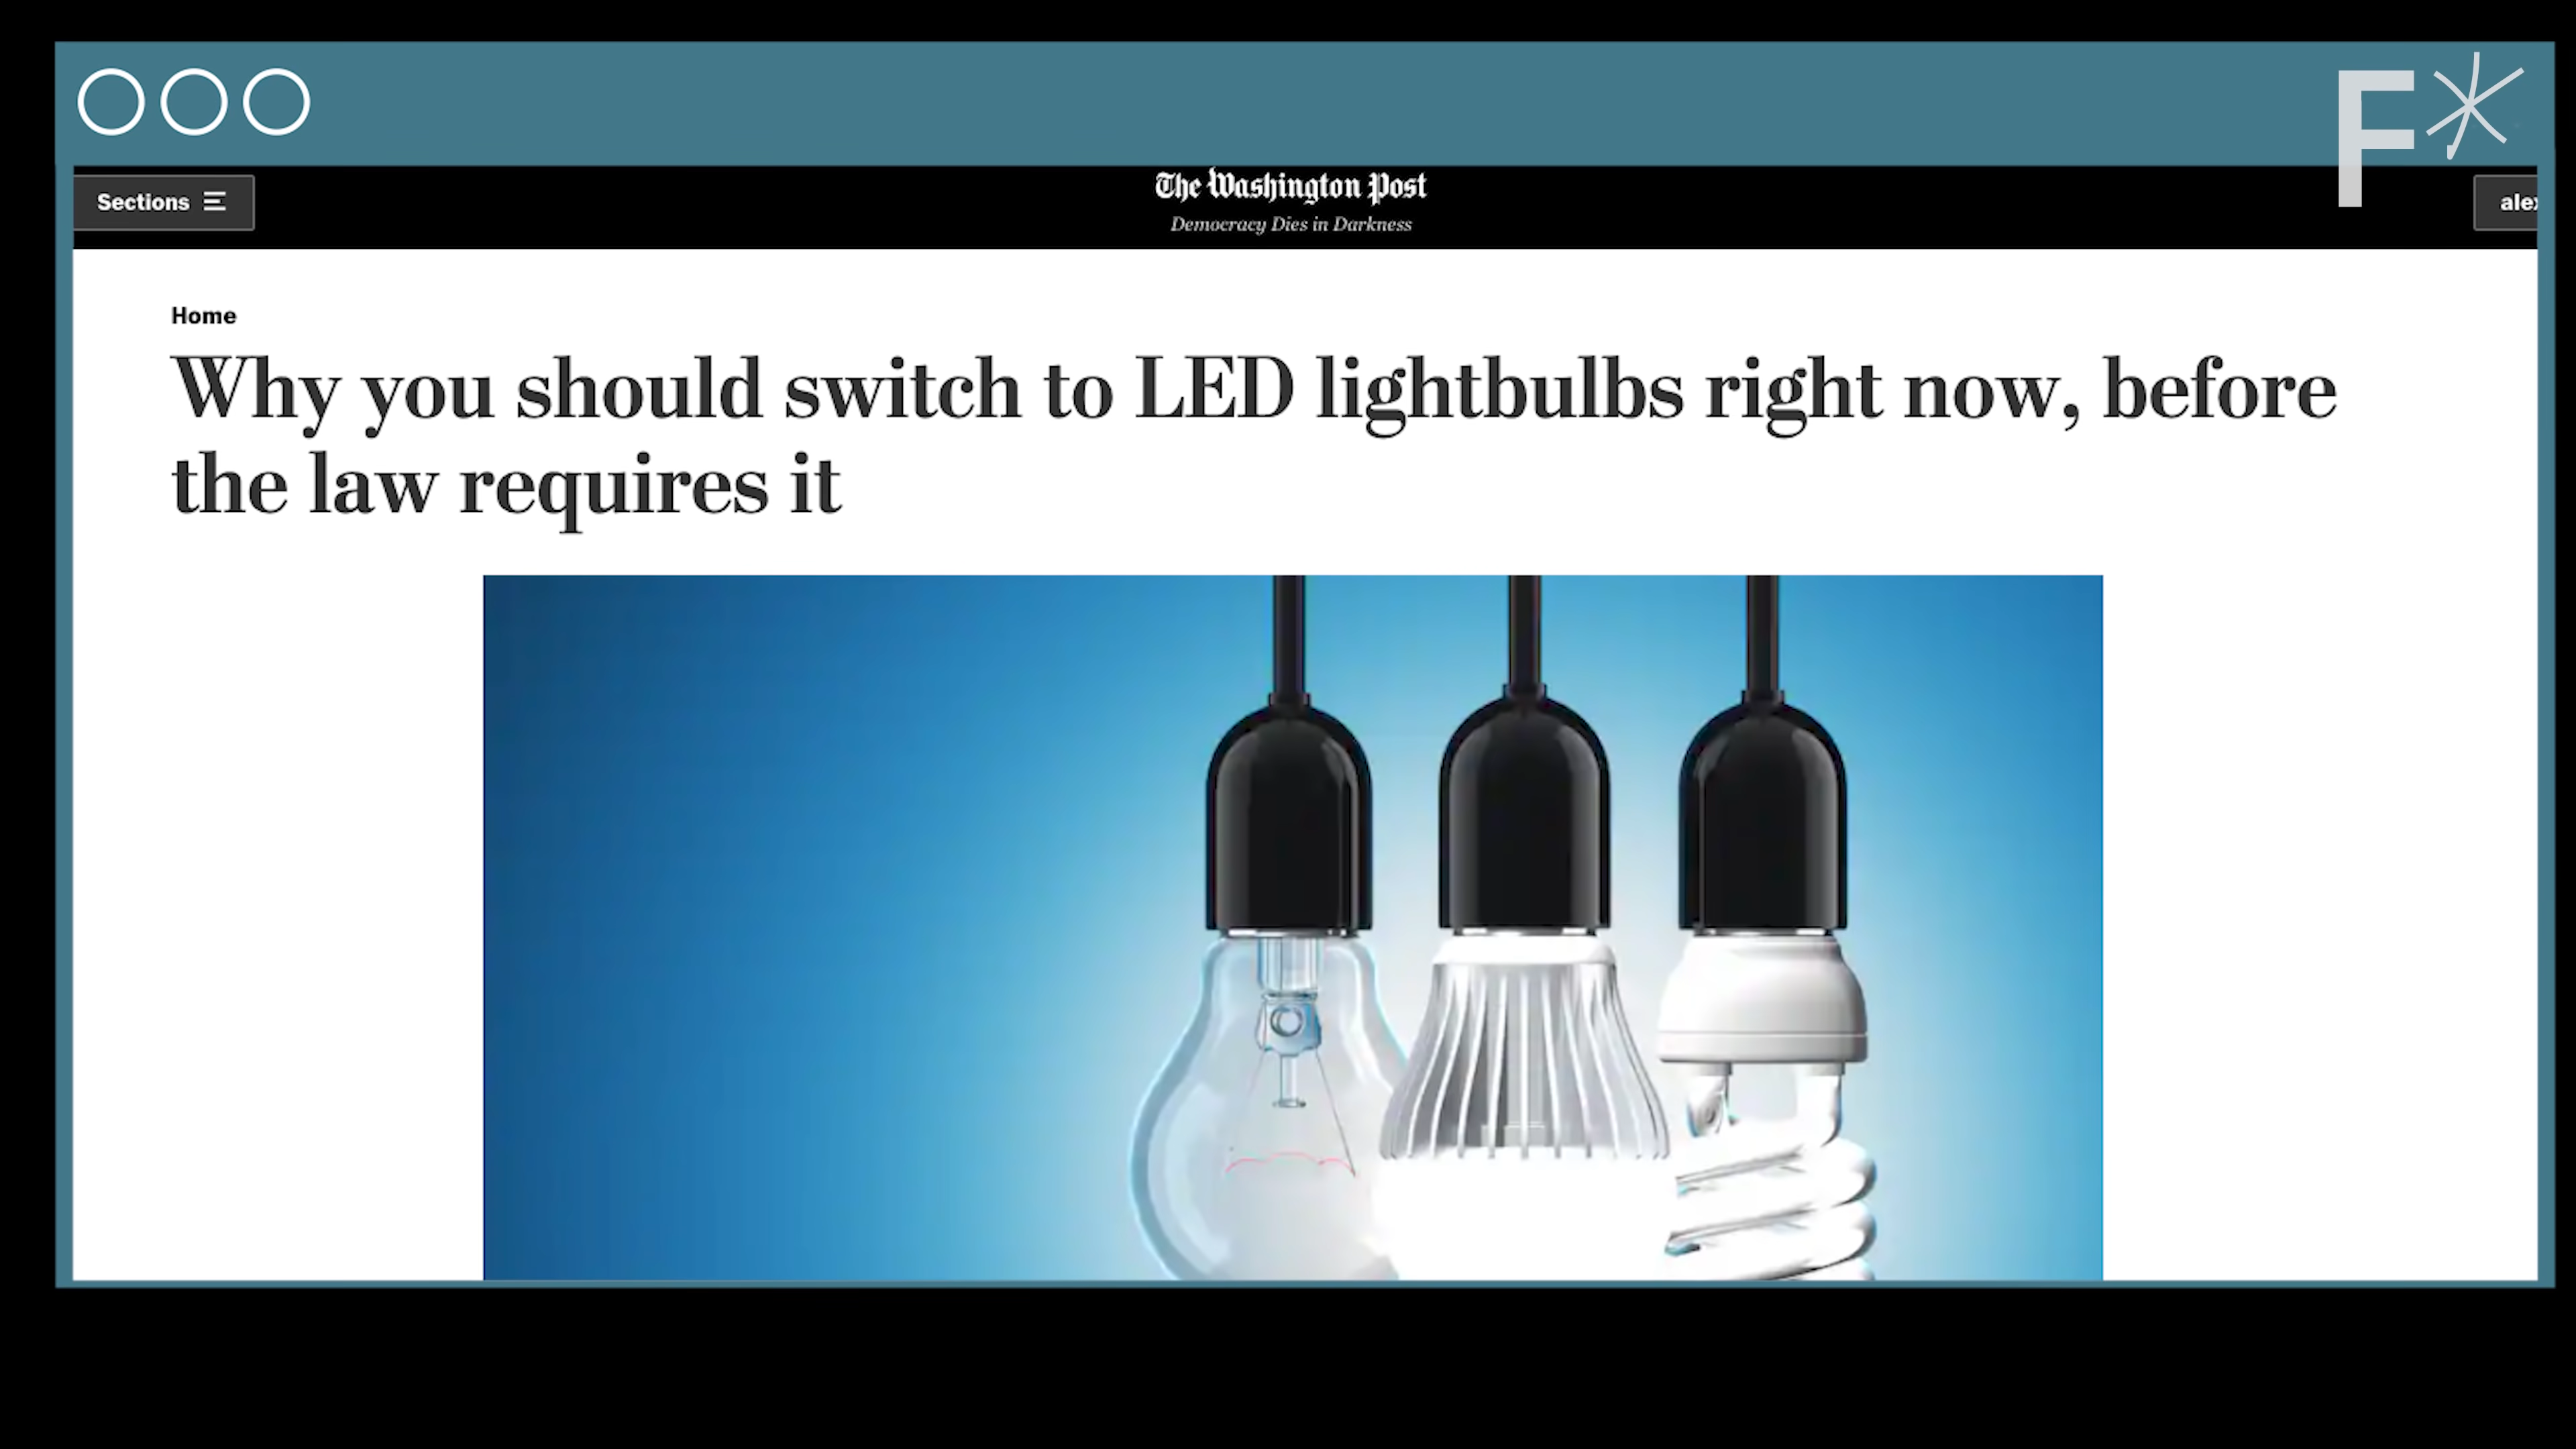 F*
Sections
The Washington Post
Democracy Dies in Darkness
alex
Home
Why you should switch to LED lightbulbs right now, before
the law requires it